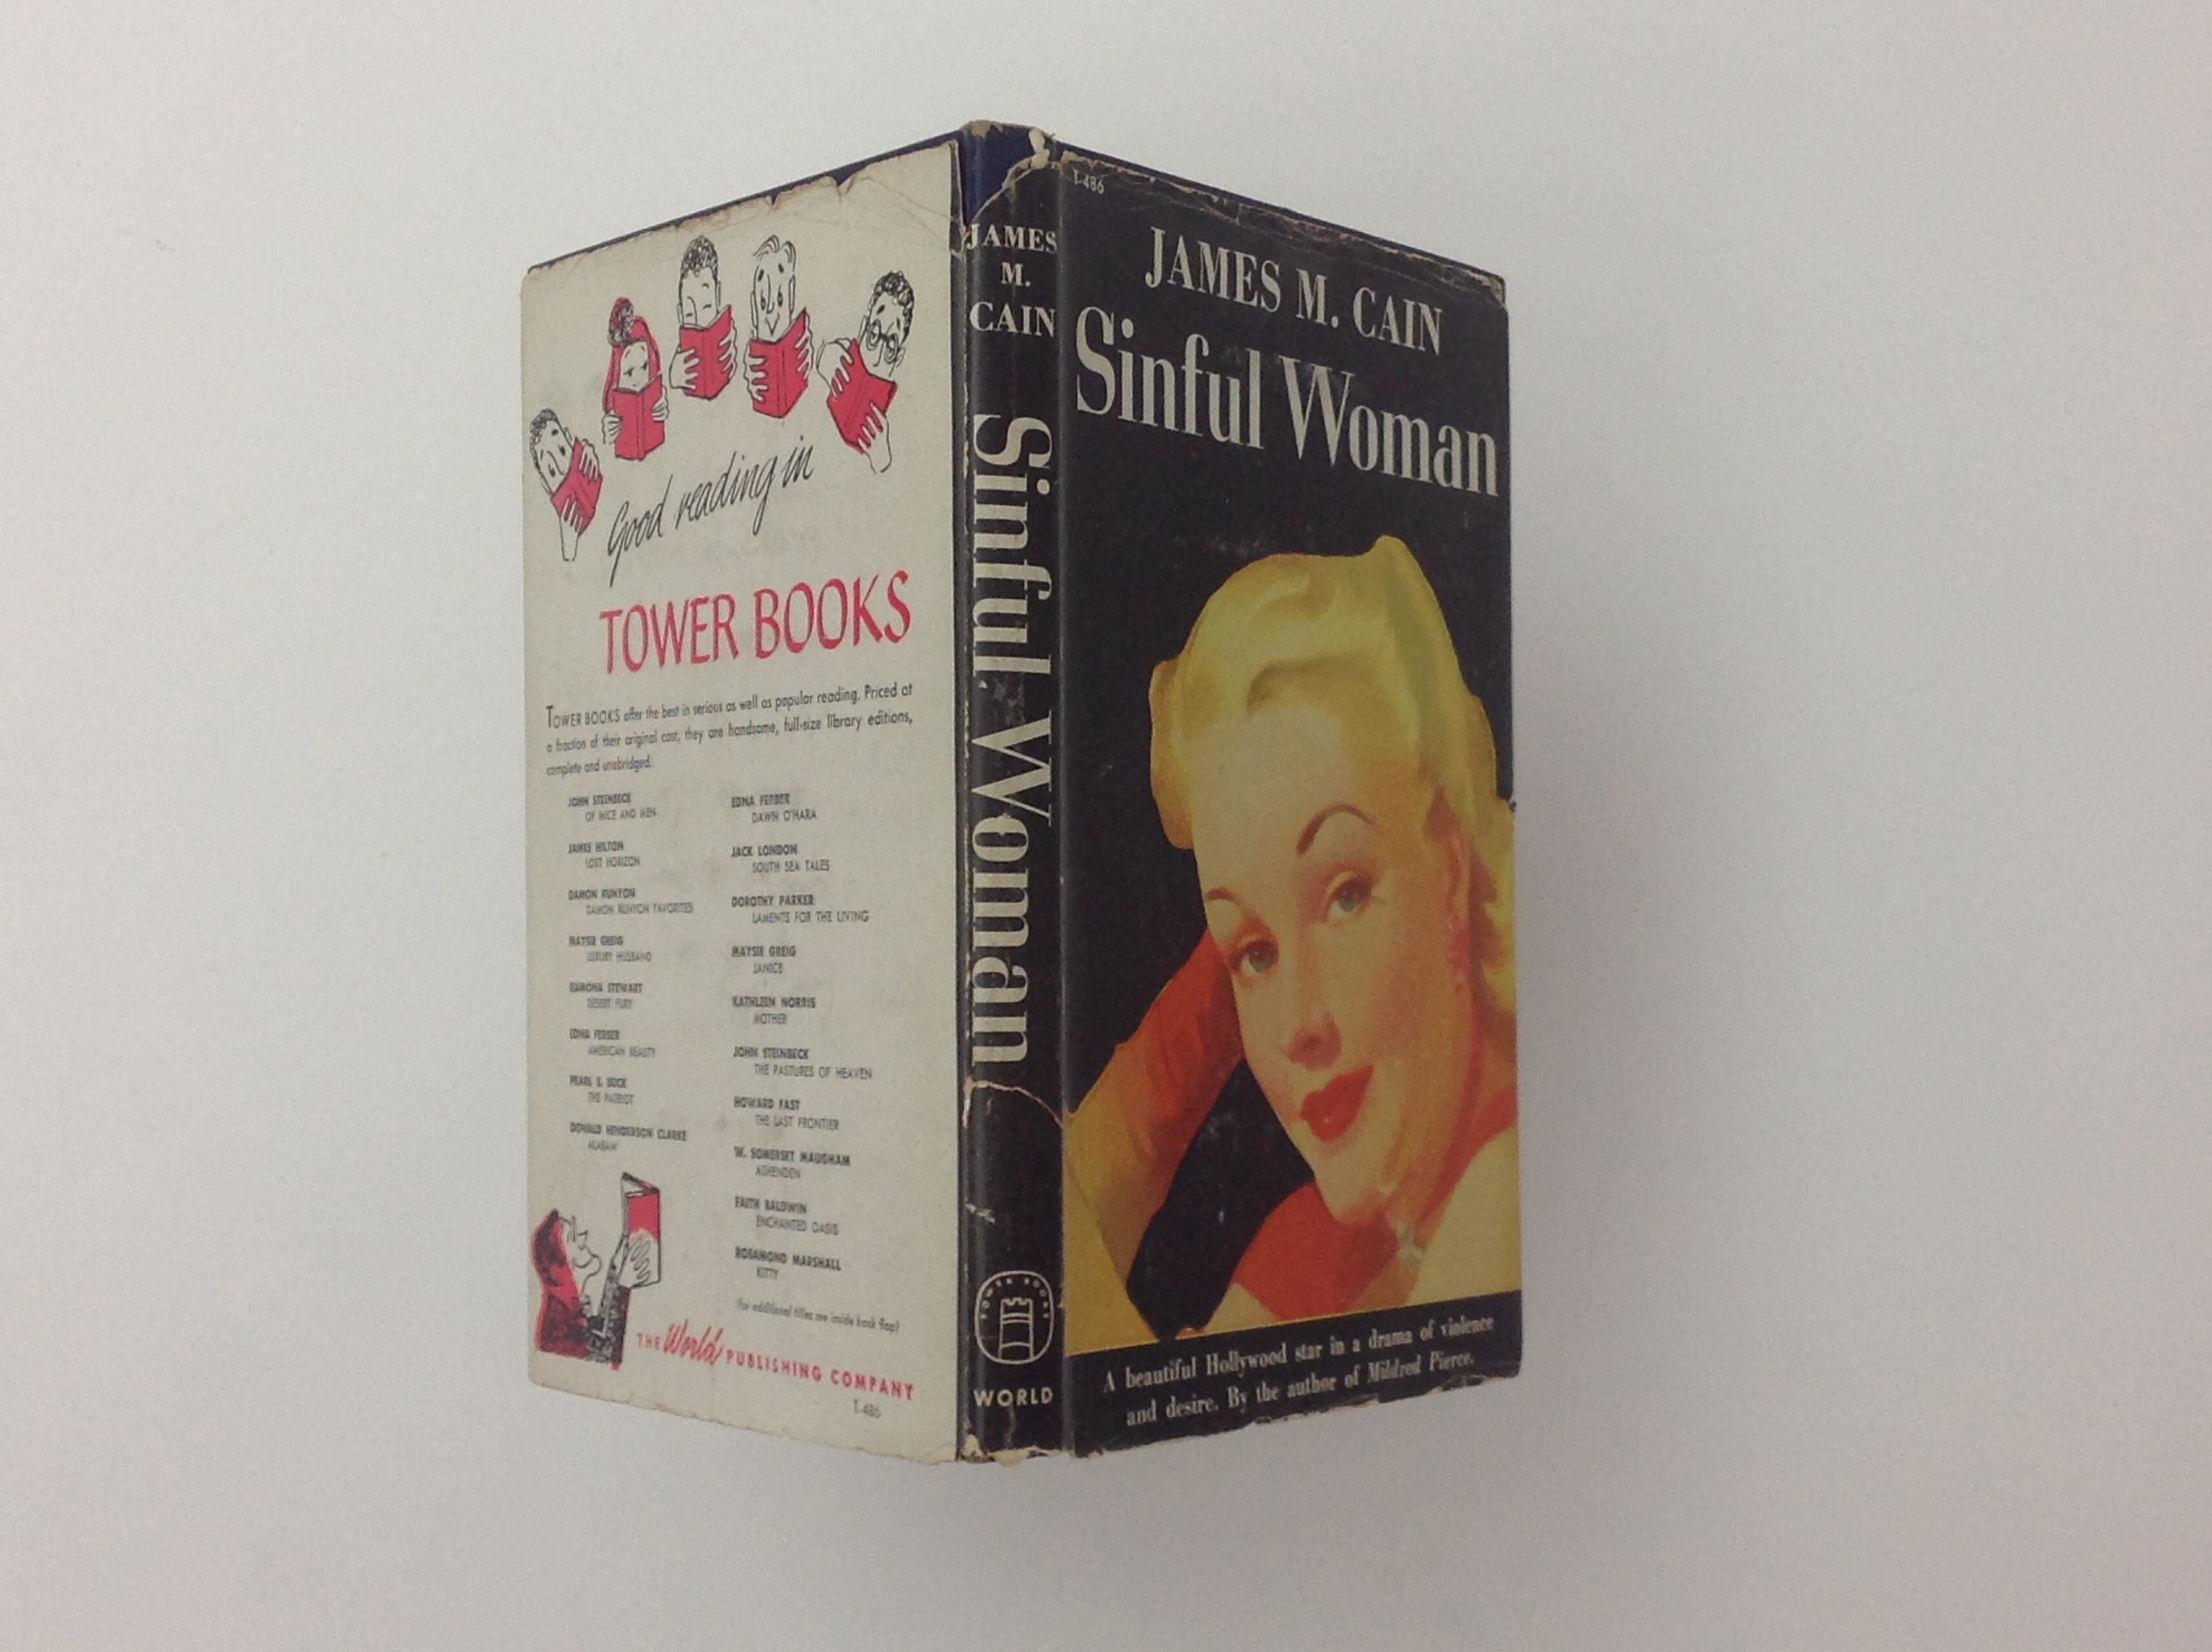 Good reading in
TOWER BOOKS
TOWER BOOKS offer the best in serious as well as popular reading. Priced at
a fraction of their original cost, they are handsome, full-size library editions,
complete and unabridged.
JOHN STEINBECK
OF MICE AND MEN
JAMES HILTON
LOST HORIZON
DAMON RUNYON
DAMON RUNYON FAVORITES
MAYSIE GREIG
LUXURY HUSBAND
RAMONA STEWART
DESERT FURY
EDNA FERBER
AMERICAN BEAUTY
PEARL S. BUCK
THE PATRIOT
DONALD HENDERSON CLARKE
ALABAM'
EDNA FERBER
DAWN O'HARA
JACK LONDON
SOUTH SEA TALES
DOROTHY PARKER
LAMENTS FOR THE LIVING
MAYSIE GREIG
JANICE
KATHLEEN NORRIS
MOTHER
JOHN STEINBECK
THE PASTURES OF HEAVEN
HOWARD FAST
THE LAST FRONTIER
W. SOMERSET MAUGHAM
ASHENDEN
FAITH BALDWIN
ENCHANTED OASIS
ROSAMOND MARSHALL
KITTY
(For additional titles see inside back flap)
THE World PUBLISHING COMPANY
T-486
JAMES
M.
CAIN
Sinful Woman
TOWER BOOKS
WORLD
T-486
JAMES M. CAIN
Sinful Woman
A beautiful Hollywood star in a drama of violence
and desire. By the author of Mildred Pierce.